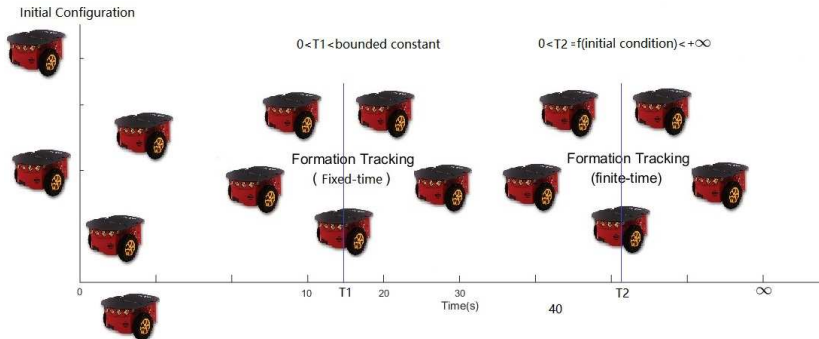 Initial Configuration
0<T1<bounded constant
0<T2=f(initial condition)<+∞
Formation Tracking
( Fixed-time )
Formation Tracking
(finite-time)
0
10
T1
20
30
T2
∞
Time(s)
40